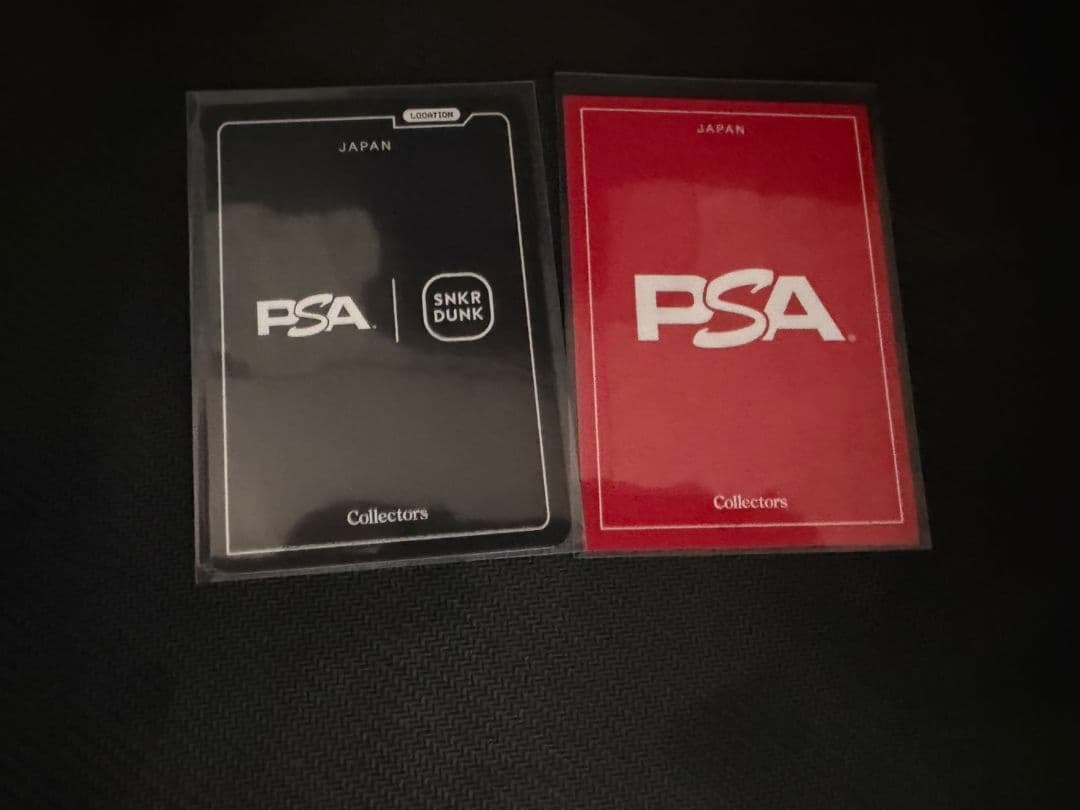 LOCATION
JAPAN
PSA.
SNKR
DUNK
Collectors
JAPAN
PSA.
Collectors